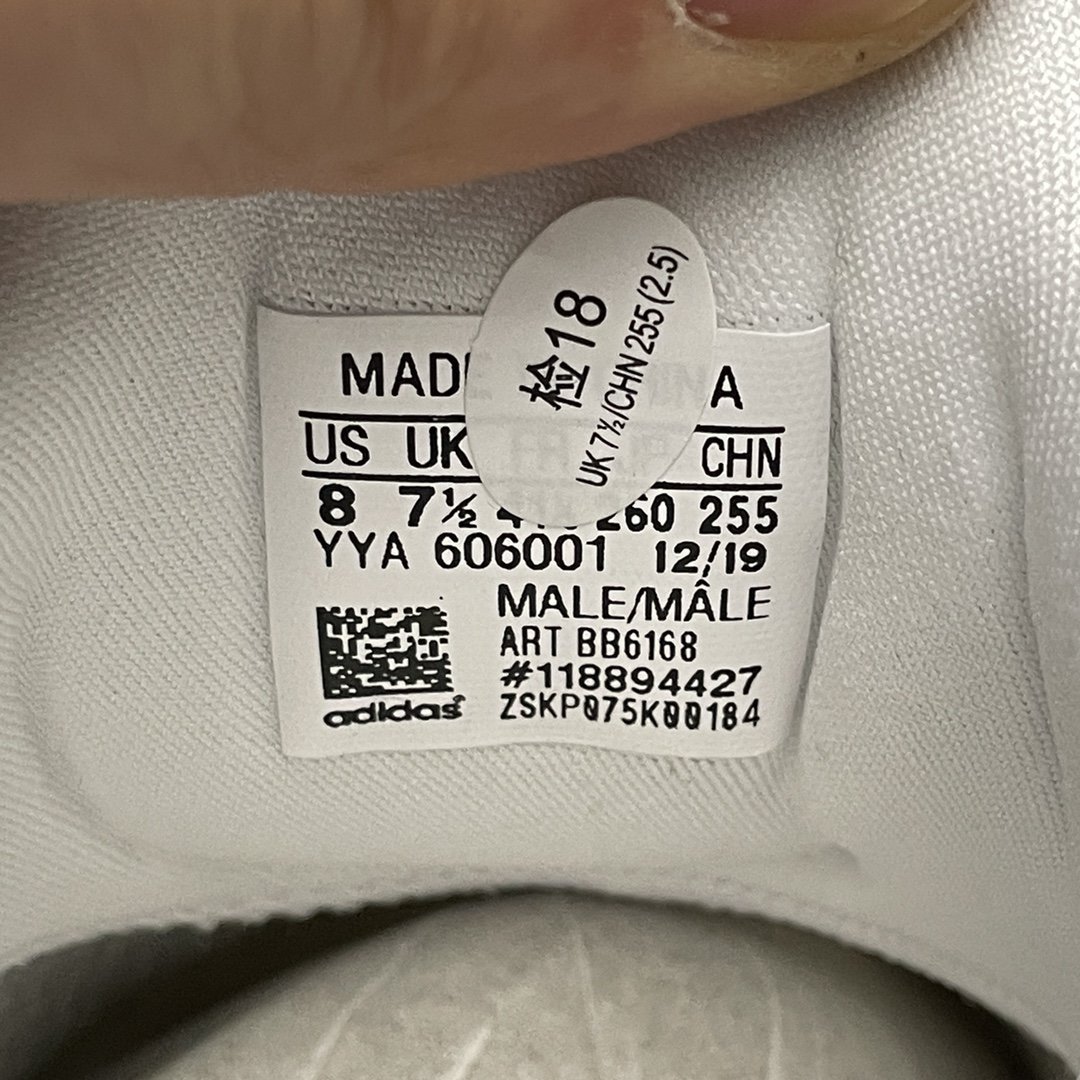 检18
UK 7½/CHN 255 (2.5)
MAD A
US UK CHN
8 7½ 260 255
YYA 606001 12/19
MALE/MÂLE
ART BB6168
#118894427
ZSKP075K00184
adidas